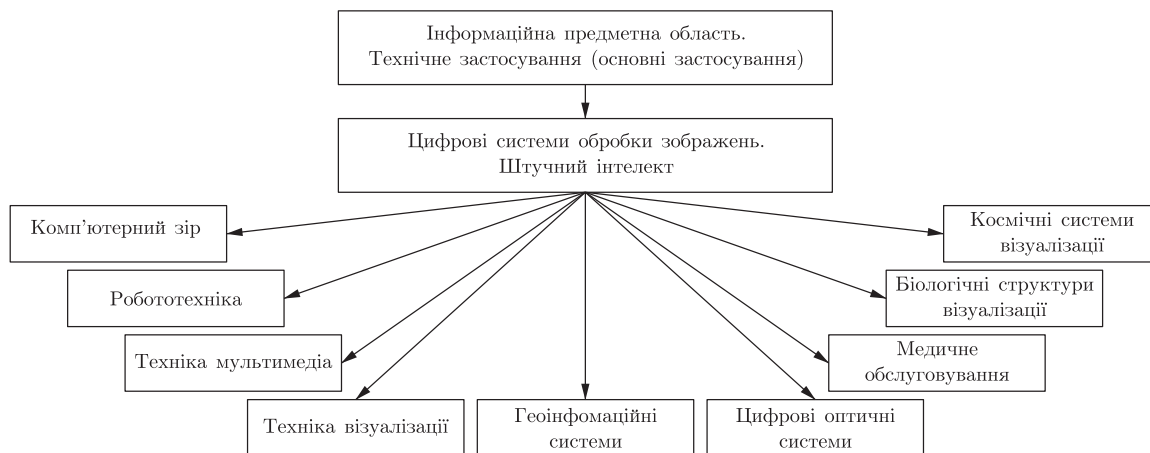 Інформаційна предметна область.
Технічне застосування (основні застосування)
Цифрові системи обробки зображень.
Штучний інтелект
Комп'ютерний зір
Робототехніка
Техніка мультимедіа
Техніка візуалізації
Геоінфомаційні
системи
Цифрові оптичні
системи
Медичне
обслуговування
Біологічні структури
візуалізації
Космічні системи
візуалізації